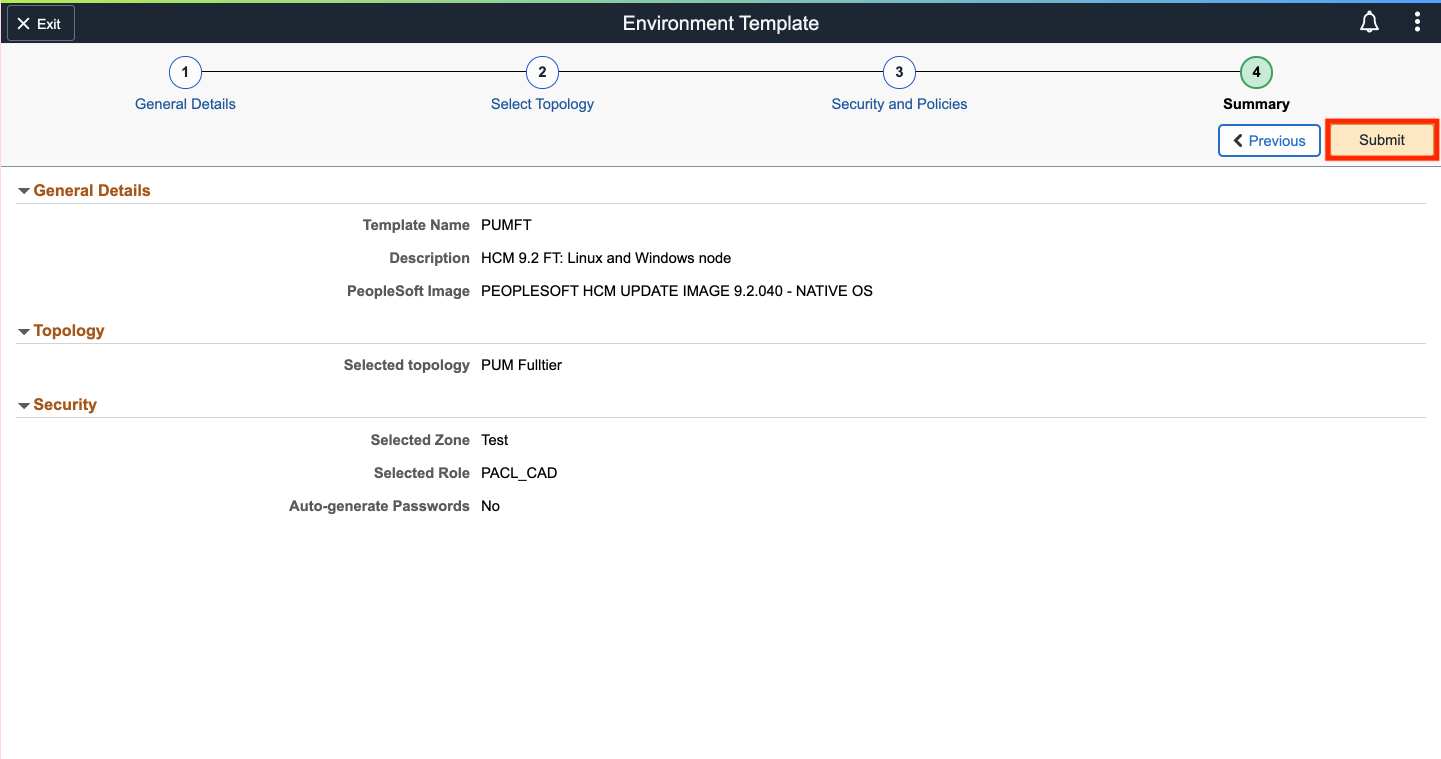 Exit
Environment Template
1
2
3
4
General Details
Select Topology
Security and Policies
Summary
Previous
Submit
General Details
Template Name PUMFT
Description HCM 9.2 FT: Linux and Windows node
PeopleSoft Image PEOPLESOFT HCM UPDATE IMAGE 9.2.040 - NATIVE OS
Topology
Selected topology PUM Fulltier
Security
Selected Zone Test
Selected Role PACL_CAD
Auto-generate Passwords No